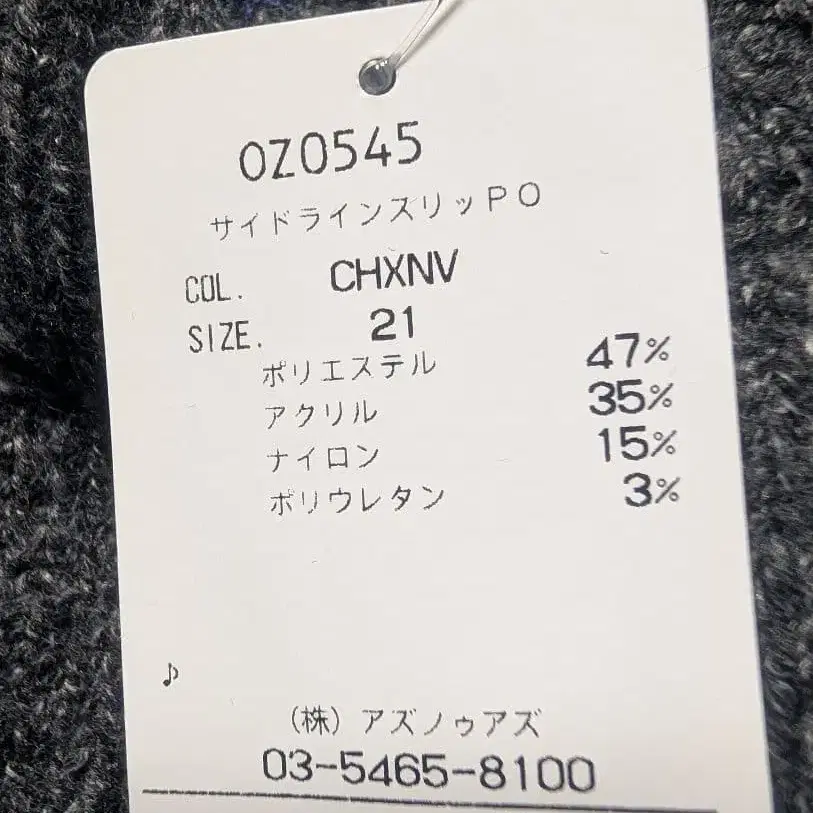 OZ0545
サイドラインスリッPO
COL. CHXNV
SIZE. 21
ポリエステル 47%
アクリル 35%
ナイロン 15%
ポリウレタン 3%
♪
(株)アズノゥアズ
03-5465-8100